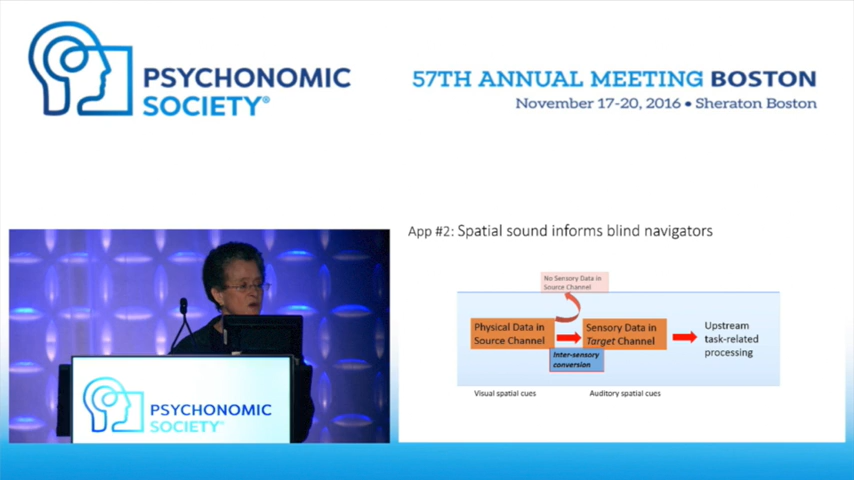 PSYCHONOMIC
SOCIETY®
57TH ANNUAL MEETING BOSTON
November 17-20, 2016 • Sheraton Boston
App #2: Spatial sound informs blind navigators
No Sensory Data in
Source Channel
Physical Data in
Source Channel
Sensory Data in
Target Channel
Upstream
task-related
processing
Inter-sensory
conversion
Visual spatial cues
Auditory spatial cues
PSYCHONOMIC
SOCIETY®